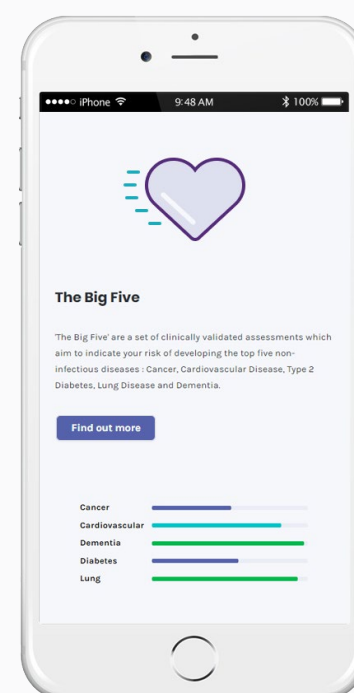 iPhone 9:48 AM 100%
The Big Five
'The Big Five' are a set of clinically validated assessments which
aim to indicate your risk of developing the top five non-
infectious diseases : Cancer, Cardiovascular Disease, Type 2
Diabetes, Lung Disease and Dementia.
Find out more
Cancer
Cardiovascular
Dementia
Diabetes
Lung